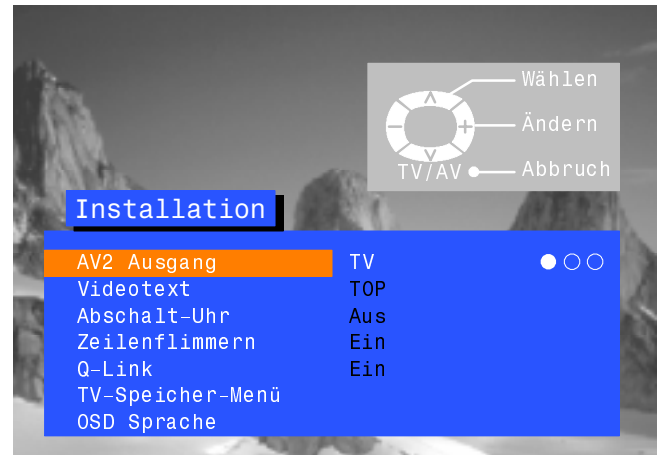 Wählen
Ändern
TV/AV Abbruch
Installation
AV2 Ausgang TV
Videotext TOP
Abschalt-Uhr Aus
Zeilenflimmern Ein
Q-Link Ein
TV-Speicher-Menü
OSD Sprache